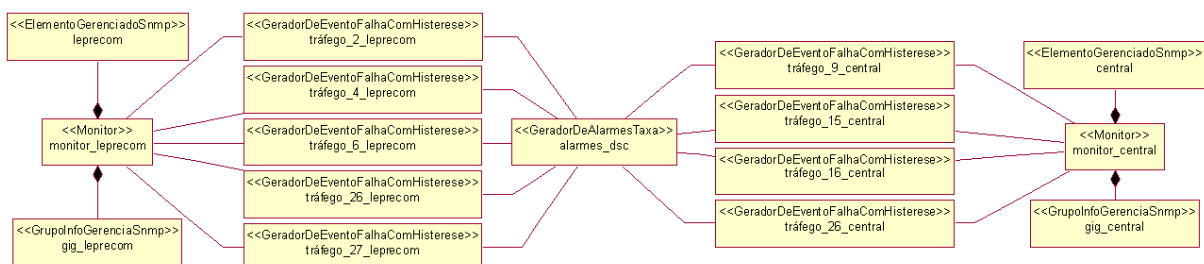 <<ElementoGerenciadoSnmp>>
leprecom
<<Monitor>>
monitor_leprecom
<<GrupoInfoGerenciaSnmp>>
gig_leprecom
<<GeradorDeEventoFalhaComHisterese>>
tráfego_2_leprecom
<<GeradorDeEventoFalhaComHisterese>>
tráfego_4_leprecom
<<GeradorDeEventoFalhaComHisterese>>
tráfego_6_leprecom
<<GeradorDeEventoFalhaComHisterese>>
tráfego_26_leprecom
<<GeradorDeEventoFalhaComHisterese>>
tráfego_27_leprecom
<<GeradorDeAlarmesTaxa>>
alarmes_dsc
<<GeradorDeEventoFalhaComHisterese>>
tráfego_9_central
<<GeradorDeEventoFalhaComHisterese>>
tráfego_15_central
<<GeradorDeEventoFalhaComHisterese>>
tráfego_16_central
<<GeradorDeEventoFalhaComHisterese>>
tráfego_26_central
<<ElementoGerenciadoSnmp>>
central
<<Monitor>>
monitor_central
<<GrupoInfoGerenciaSnmp>>
gig_central